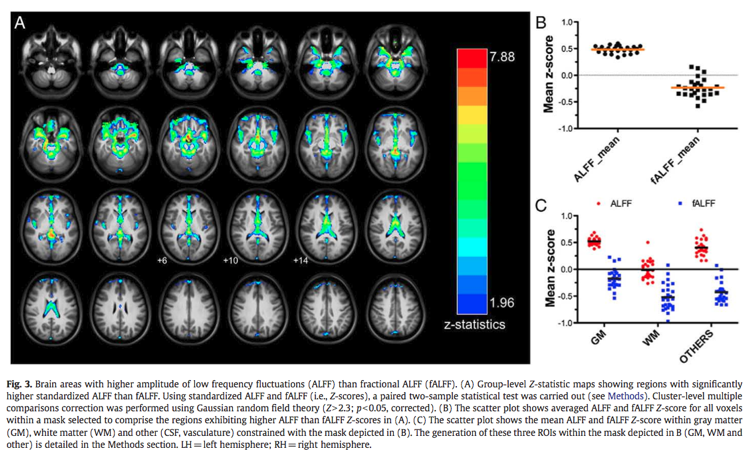 A
7.88
1.96
z-statistics
+6
+10
+14
B
Mean z-score
1.0
0.5
0.0
-0.5
-1.0
ALFF_mean
fALFF_mean
C
ALFF
fALFF
Mean z-score
1.0
0.5
0.0
-0.5
-1.0
GM
WM
OTHERS
Fig. 3. Brain areas with higher amplitude of low frequency fluctuations (ALFF) than fractional ALFF (fALFF). (A) Group-level Z-statistic maps showing regions with significantly
higher standardized ALFF than fALFF. Using standardized ALFF and fALFF (i.e., Z-scores), a paired two-sample statistical test was carried out (see Methods). Cluster-level multiple
comparisons correction was performed using Gaussian random field theory (Z>2.3; p<0.05, corrected). (B) The scatter plot shows averaged ALFF and fALFF Z-score for all voxels
within a mask selected to comprise the regions exhibiting higher ALFF than fALFF Z-scores in (A). (C) The scatter plot shows the mean ALFF and fALFF Z-score within gray matter
(GM), white matter (WM) and other (CSF, vasculature) constrained with the mask depicted in (B). The generation of these three ROIs within the mask depicted in B (GM, WM and
other) is detailed in the Methods section. LH=left hemisphere; RH=right hemisphere.